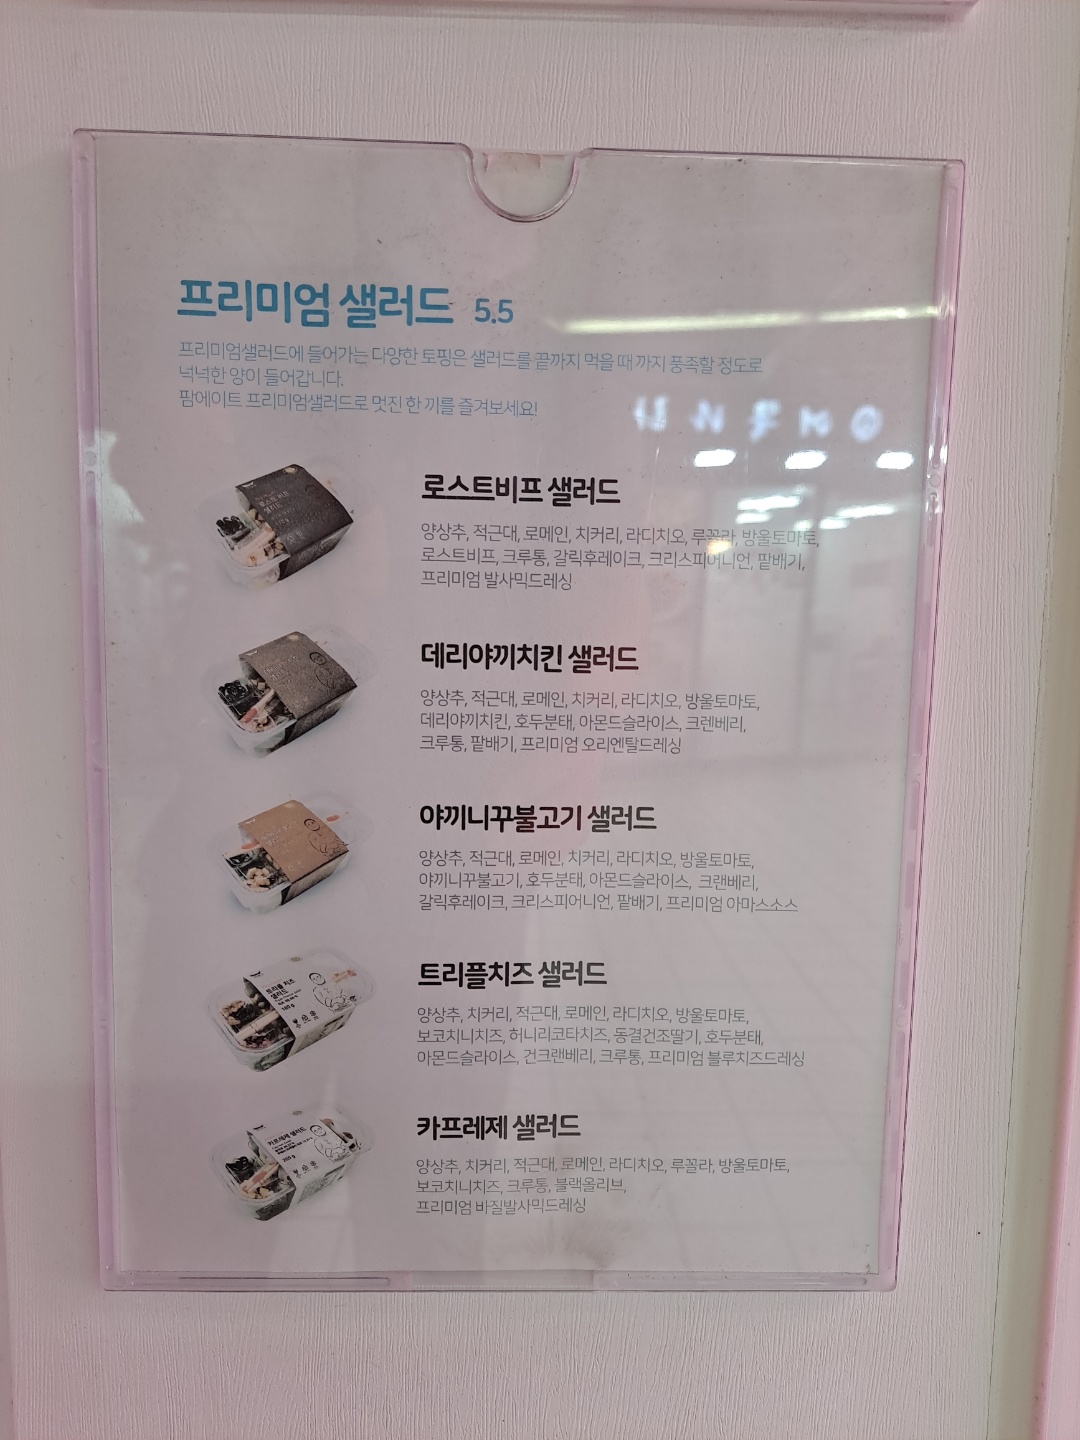 프리미엄 샐러드 5.5
프리미엄샐러드에 들어가는 다양한 토핑은 샐러드를 끝까지 먹을 때 까지 풍족할 정도로
넉넉한 양이 들어갑니다.
팜에이트 프리미엄샐러드로 멋진 한 끼를 즐겨보세요!
로스트비프 샐러드
양상추, 적근대, 로메인, 치커리, 라디치오, 루꼴라, 방울토마토,
로스트비프, 크루통, 갈릭후레이크, 크리스피어니언, 팥배기,
프리미엄 발사믹드레싱
데리야끼치킨 샐러드
양상추, 적근대, 로메인, 치커리, 라디치오, 방울토마토,
데리야끼치킨, 호두분태, 아몬드슬라이스, 크렌베리,
크루통, 팥배기, 프리미엄 오리엔탈드레싱
야끼니꾸불고기 샐러드
양상추, 적근대, 로메인, 치커리, 라디치오, 방울토마토,
야끼니꾸불고기, 호두분태, 아몬드슬라이스, 크랜베리,
갈릭후레이크, 크리스피어니언, 팥배기, 프리미엄 아마스소스
트리플 치즈
샐러드
트리플치즈 샐러드
양상추, 치커리, 적근대, 로메인, 라디치오, 방울토마토,
보코치니치즈, 허니리코타치즈, 동결건조딸기, 호두분태,
아몬드슬라이스, 건크랜베리, 크루통, 프리미엄 블루치즈드레싱
카프레제 샐러드
카프레제 샐러드
양상추, 치커리, 적근대, 로메인, 라디치오, 루꼴라, 방울토마토,
보코치니치즈, 크루통, 블랙올리브,
프리미엄 바질발사믹드레싱